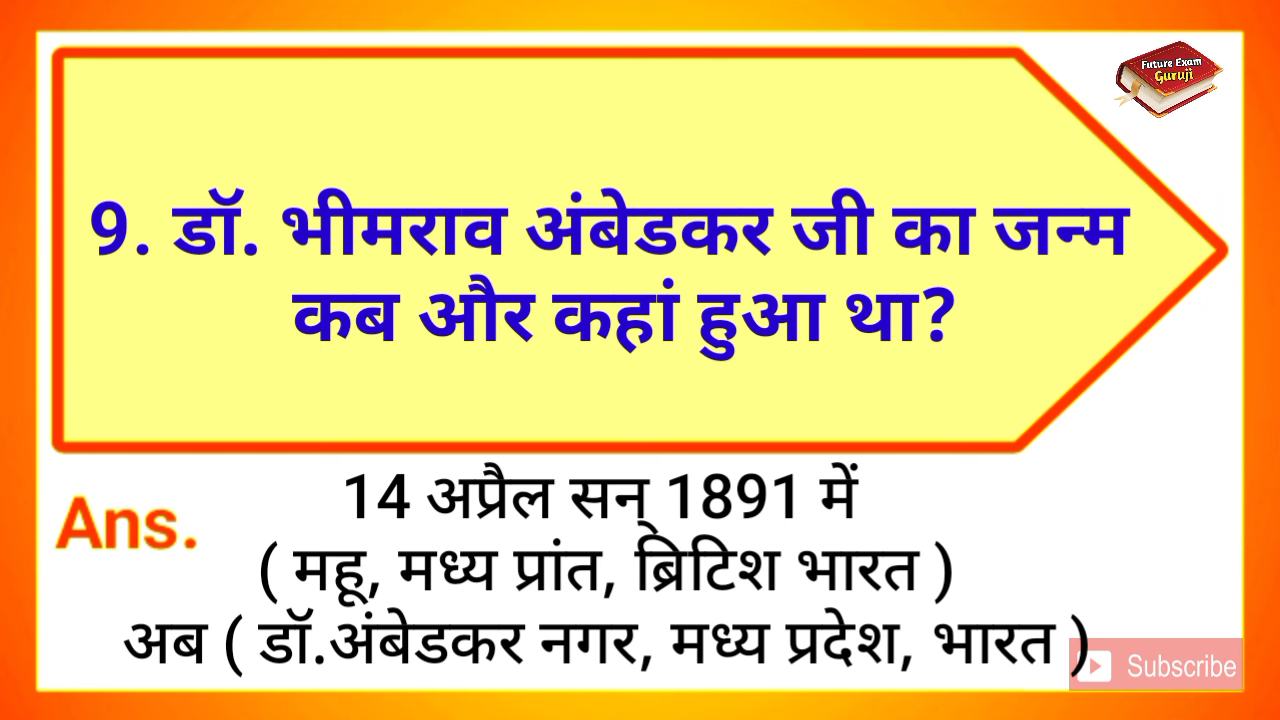 Future Exam
Guruji
9. डॉ. भीमराव अंबेडकर जी का जन्म
कब और कहां हुआ था?
Ans.
14 अप्रैल सन् 1891 में
( महू, मध्य प्रांत, ब्रिटिश भारत )
अब ( डॉ.अंबेडकर नगर, मध्य प्रदेश, भारत )
Subscribe